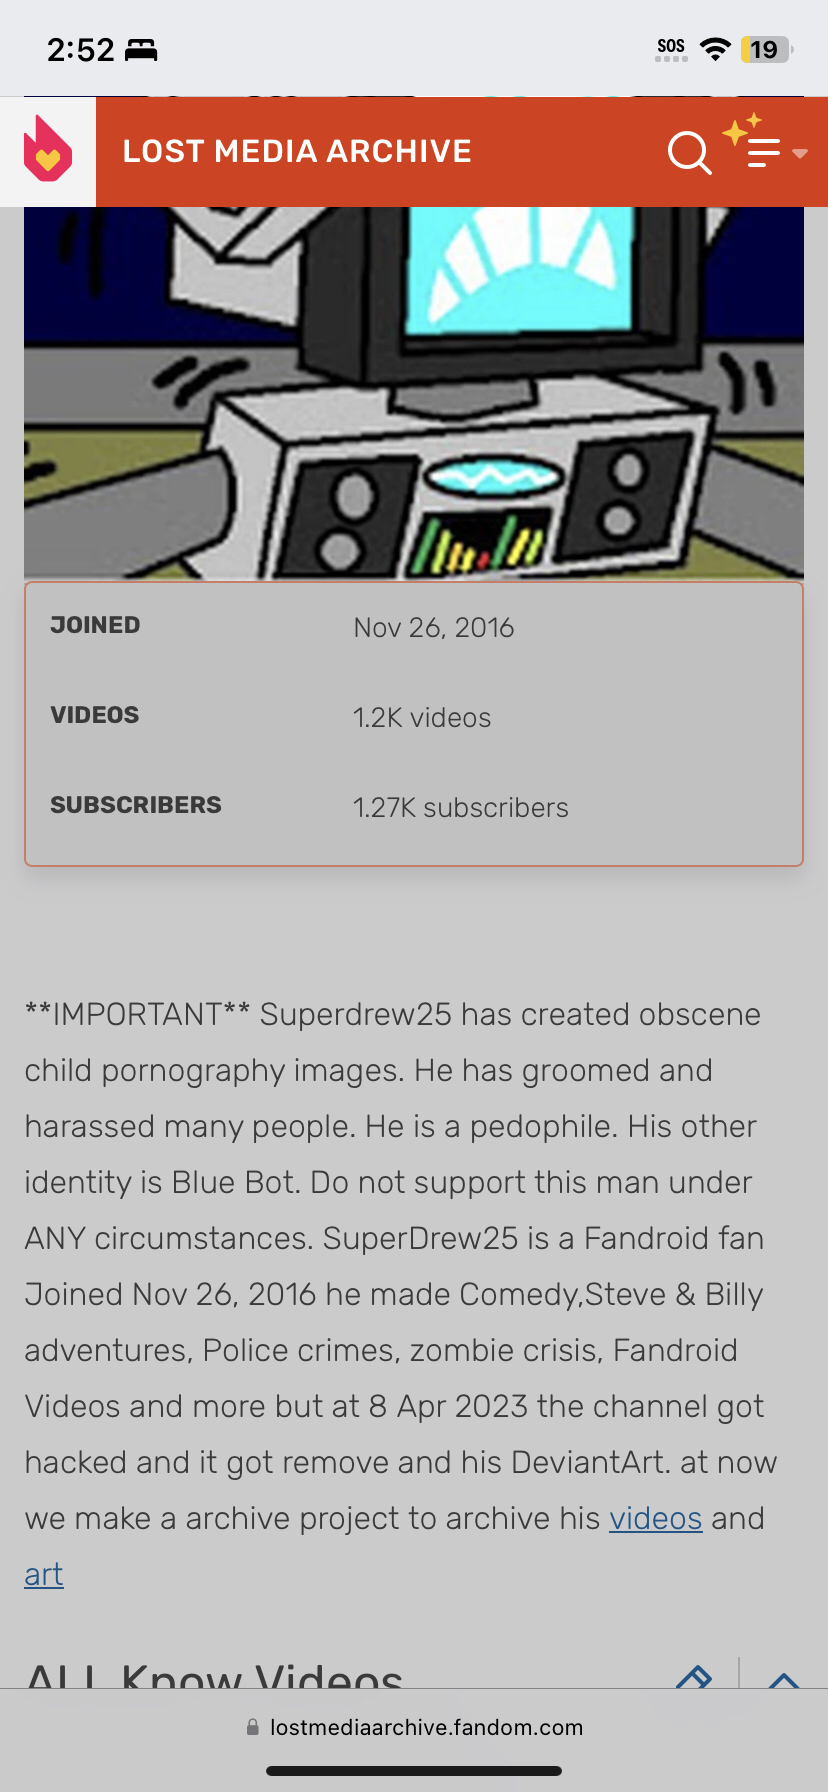 2:52
SOS
19
LOST MEDIA ARCHIVE
JOINED Nov 26, 2016
VIDEOS 1.2K videos
SUBSCRIBERS 1.27K subscribers
**IMPORTANT** Superdrew25 has created obscene
child pornography images. He has groomed and
harassed many people. He is a pedophile. His other
identity is Blue Bot. Do not support this man under
ANY circumstances. SuperDrew25 is a Fandroid fan
Joined Nov 26, 2016 he made Comedy,Steve & Billy
adventures, Police crimes, zombie crisis, Fandroid
Videos and more but at 8 Apr 2023 the channel got
hacked and it got remove and his DeviantArt. at now
we make a archive project to archive his videos and
art
ALL Know Videos
lostmediaarchive.fandom.com